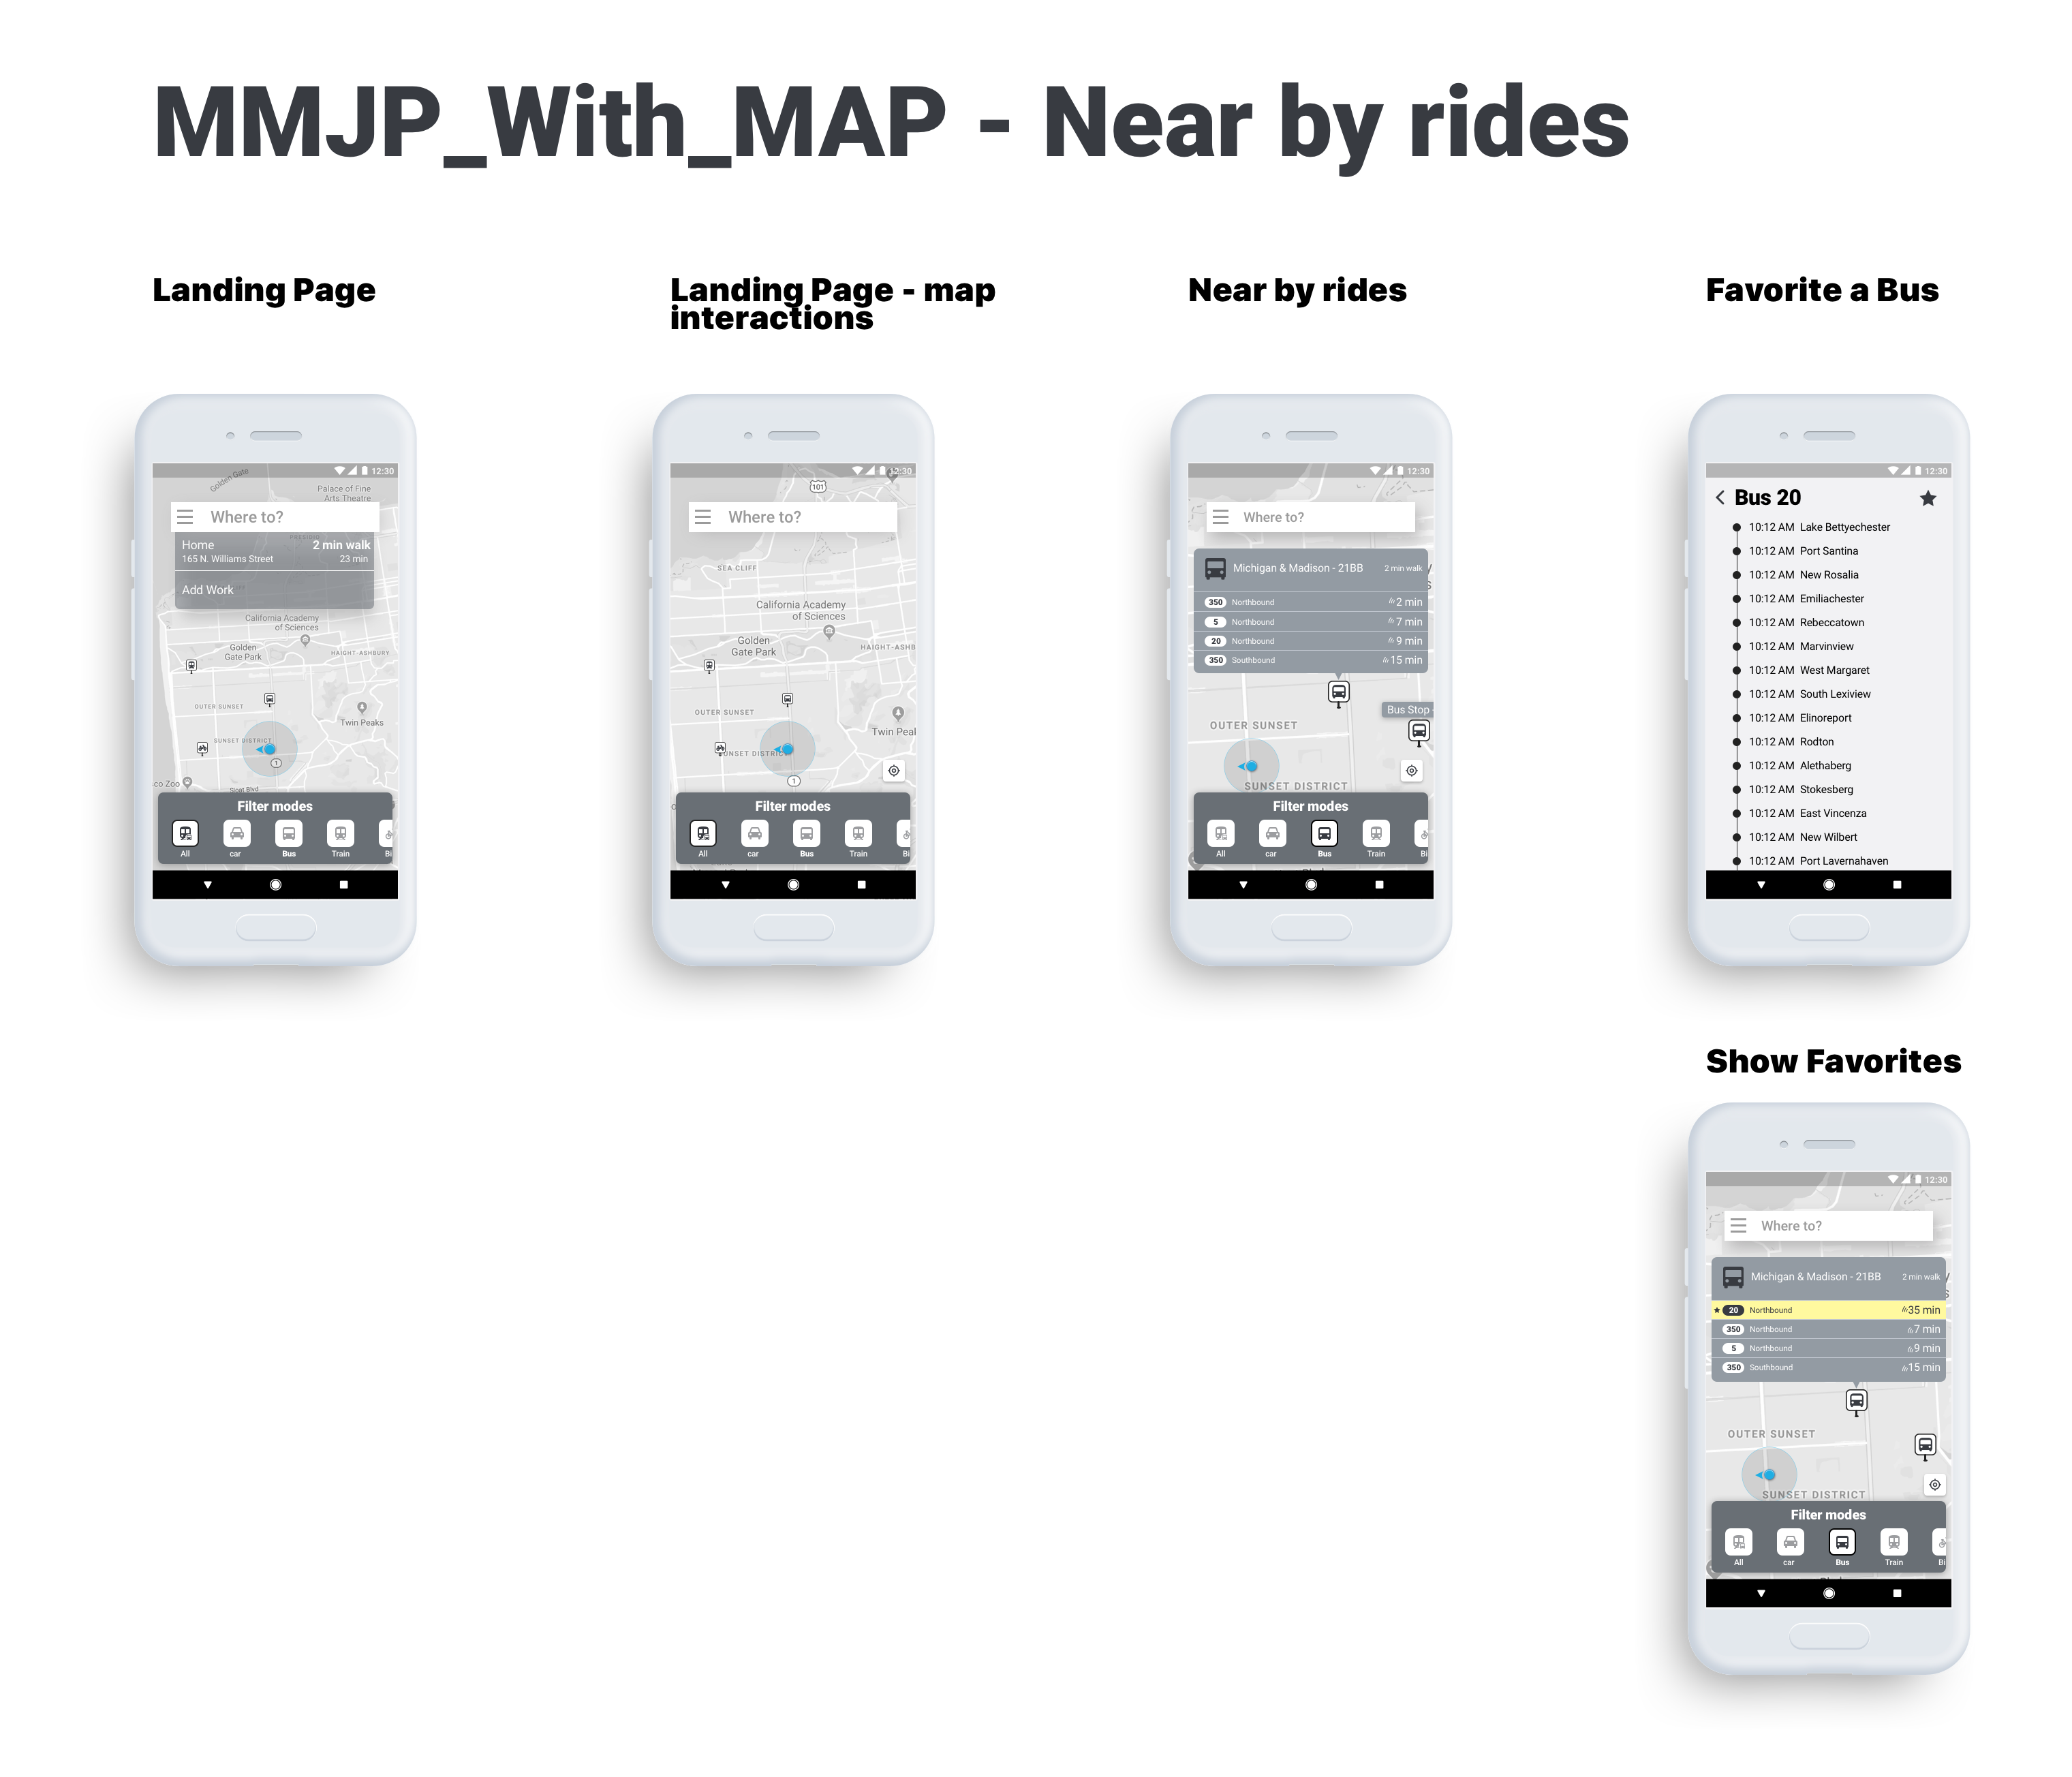 MMJP_With_MAP - Near by rides
Landing Page
Landing Page - map
interactions
Near by rides
Favorite a Bus
12:30
Golden Gate
Palace of Fine
Arts Theatre
Where to?
PRESIDIO
Home
2 min walk
165 N. Williams Street
23 min
Add Work
California Academy
of Sciences
Golden
Gate Park
HAIGHT-ASHBURY
OUTER SUNSET
Twin Peaks
SUNSET DISTRICT
1
co Zoo
Sloat Blvd
Filter modes
All
car
Bus
Train
Bi
12:30
101
Where to?
SEA CLIFF
California Academy
of Sciences
Golden
Gate Park
HAIGHT-ASHB
OUTER SUNSET
Twin Peal
SUNSET DISTRIC
1
Filter modes
All
car
Bus
Train
Bi
12:30
Where to?
Michigan & Madison - 21BB
2 min walk
350 Northbound 2 min
5 Northbound 7 min
20 Northbound 9 min
350 Southbound 15 min
Bus Stop -
OUTER SUNSET
SUNSET DISTRICT
Filter modes
All
car
Bus
Train
Bi
12:30
Bus 20
10:12 AM Lake Bettyechester
10:12 AM Port Santina
10:12 AM New Rosalia
10:12 AM Emiliachester
10:12 AM Rebeccatown
10:12 AM Marvinview
10:12 AM West Margaret
10:12 AM South Lexiview
10:12 AM Elinoreport
10:12 AM Rodton
10:12 AM Alethaberg
10:12 AM Stokesberg
10:12 AM East Vincenza
10:12 AM New Wilbert
10:12 AM Port Lavernahaven
Show Favorites
12:30
Where to?
Michigan & Madison - 21BB
2 min walk
20 Northbound 35 min
350 Northbound 7 min
5 Northbound 9 min
350 Southbound 15 min
OUTER SUNSET
SUNSET DISTRICT
Filter modes
All
car
Bus
Train
Bi